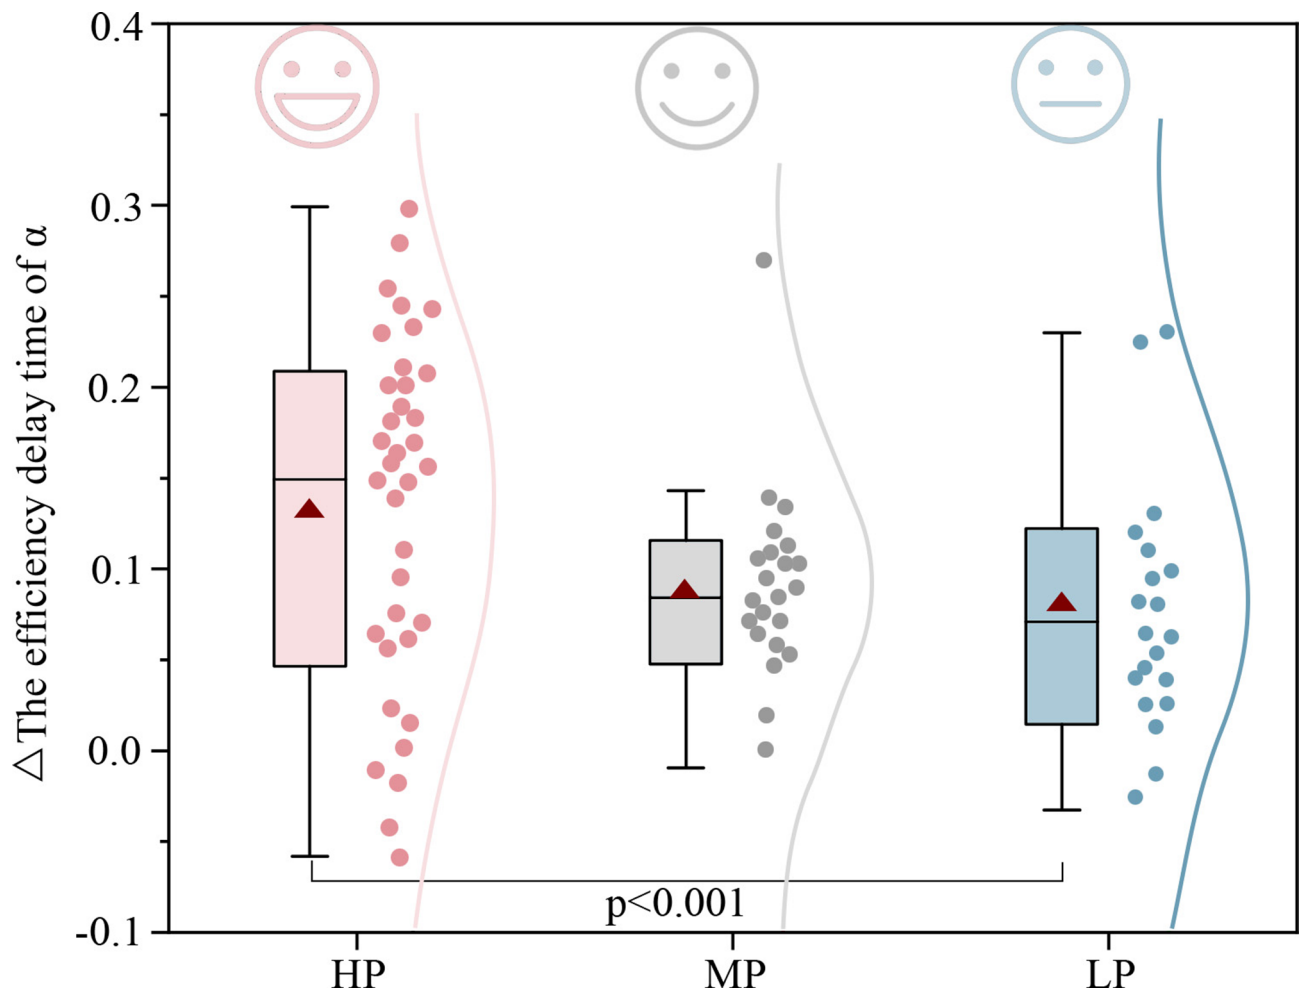 △The efficiency delay time of α
0.4
0.3
0.2
0.1
0.0
-0.1
p<0.001
HP
MP
LP